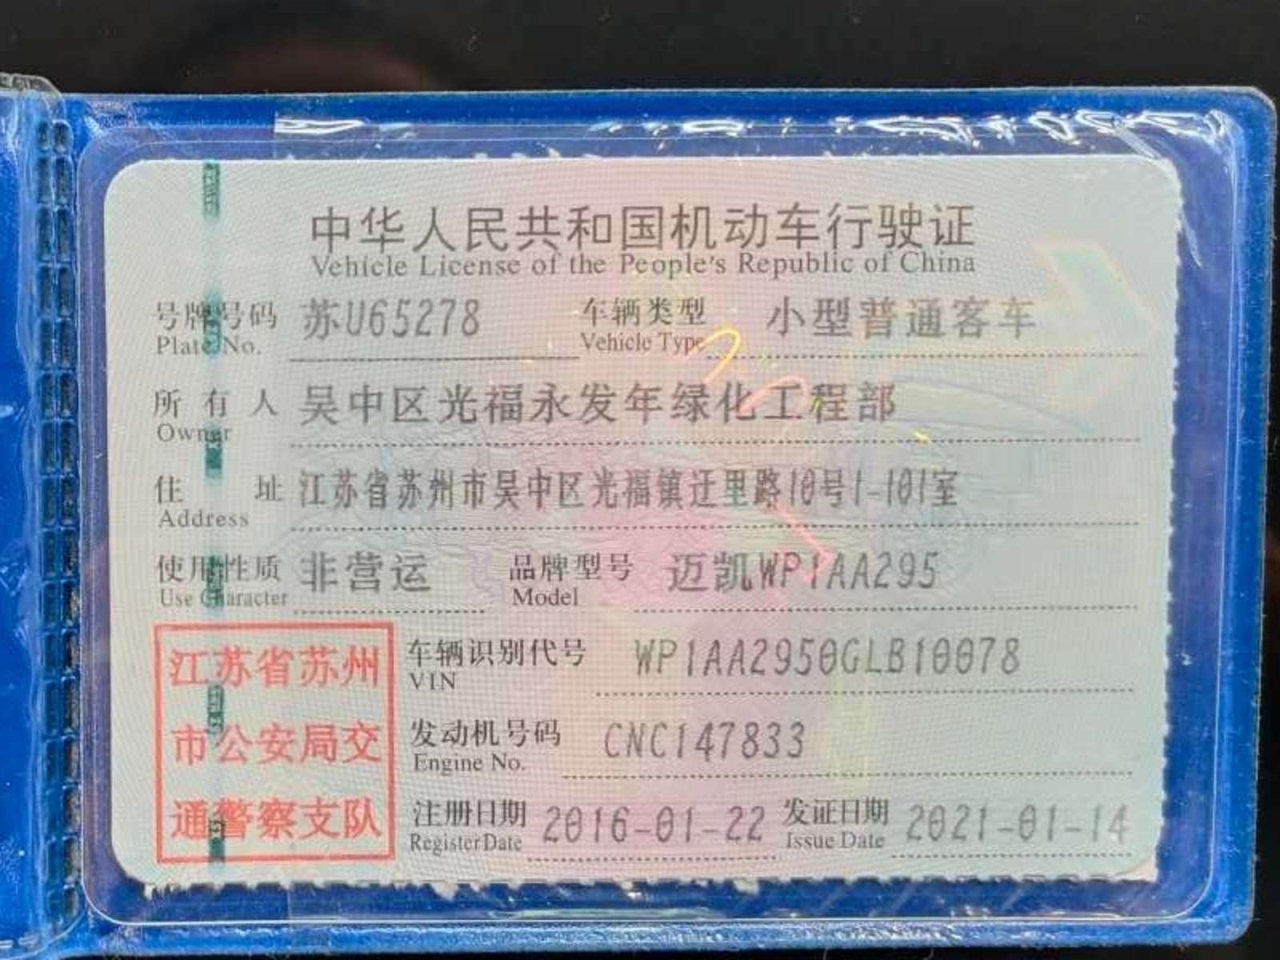 中华人民共和国机动车行驶证
Vehicle License of the People's Republic of China
号牌号码 苏U65278 车辆类型 小型普通客车
Plate No. Vehicle Type
所有人 吴中区光福永发年绿化工程部
Owner
住址 江苏省苏州市吴中区光福镇迂里路10号1-101室
Address
使用性质 非营运 品牌型号 迈凯WP1AA295
Use Character Model
车辆识别代号 WP1AA2950GLB10078
VIN
发动机号码 CNC147833
Engine No.
注册日期 2016-01-22 发证日期 2021-01-14
Register Date Issue Date
江苏省苏州
市公安局交
通警察支队